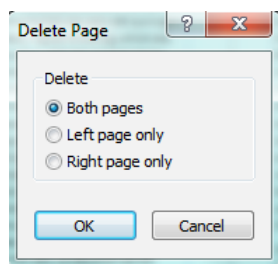 Delete Page
Delete
Both pages
Left page only
Right page only
OK Cancel